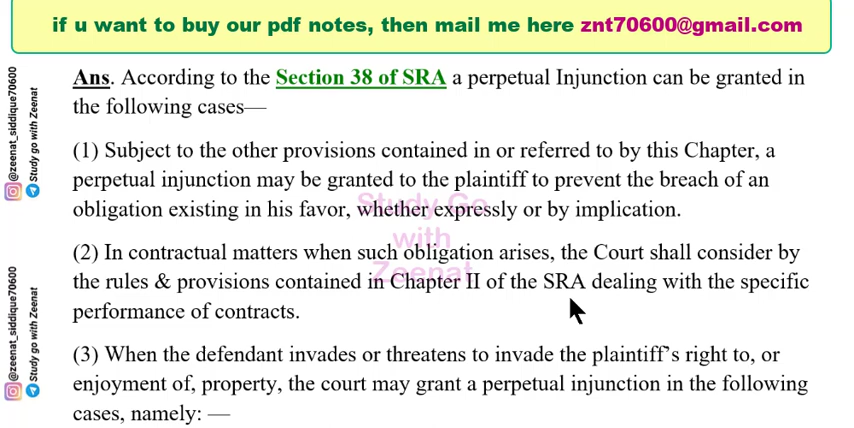 if u want to buy our pdf notes, then mail me here znt70600@gmail.com
Ans. According to the Section 38 of SRA a perpetual Injunction can be granted in
the following cases—
(1) Subject to the other provisions contained in or referred to by this Chapter, a
perpetual injunction may be granted to the plaintiff to prevent the breach of an
obligation existing in his favor, whether expressly or by implication.
(2) In contractual matters when such obligation arises, the Court shall consider by
the rules & provisions contained in Chapter II of the SRA dealing with the specific
performance of contracts.
(3) When the defendant invades or threatens to invade the plaintiff's right to, or
enjoyment of, property, the court may grant a perpetual injunction in the following
cases, namely: —
@zeenat_siddique70600
Study go with Zeenat
@zeenat_siddique70600
Study go with Zeenat
Study Go
with
Zeenat